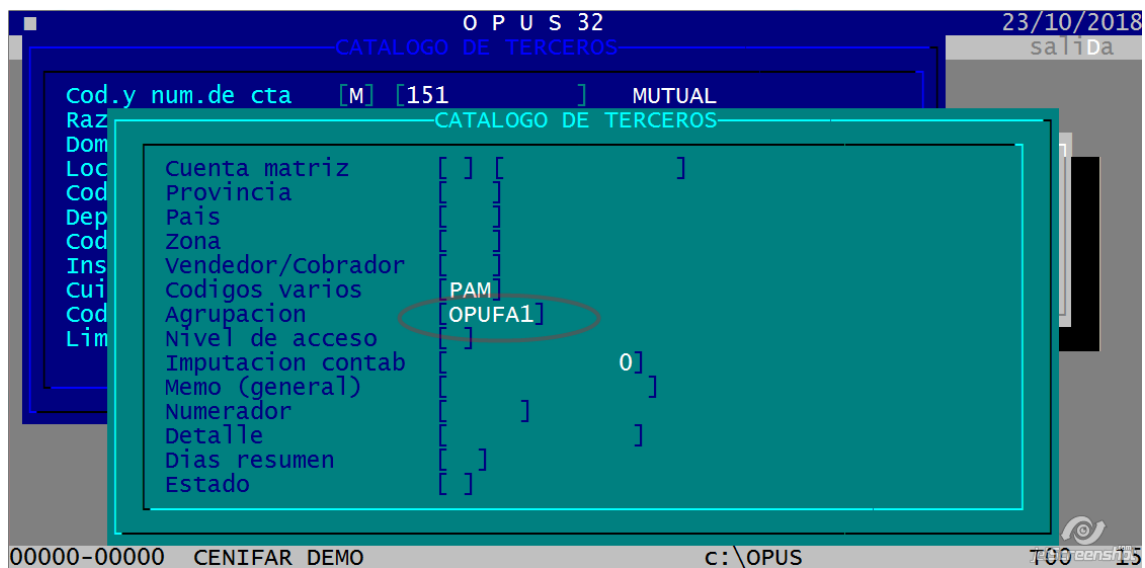 O P U S 32 23/10/2018
CATALOGO DE TERCEROS saliDa
Cod.y num.de cta [M] [151 ] MUTUAL
Raz
CATALOGO DE TERCEROS
Dom
Loc
Cod
Dep
Cod
Ins
Cui
Cod
Lim
Cuenta matriz [ ] [ ]
Provincia [ ]
Pais [ ]
Zona [ ]
Vendedor/Cobrador [ ]
Codigos varios [PAM]
Agrupacion [OPUFA1]
Nivel de acceso [ ]
Imputacion contab [ 0]
Memo (general) [ ]
Numerador [ ]
Detalle [ ]
Dias resumen [ ]
Estado [ ]
00000-00000 CENIFAR DEMO c:\OPUS T00 15